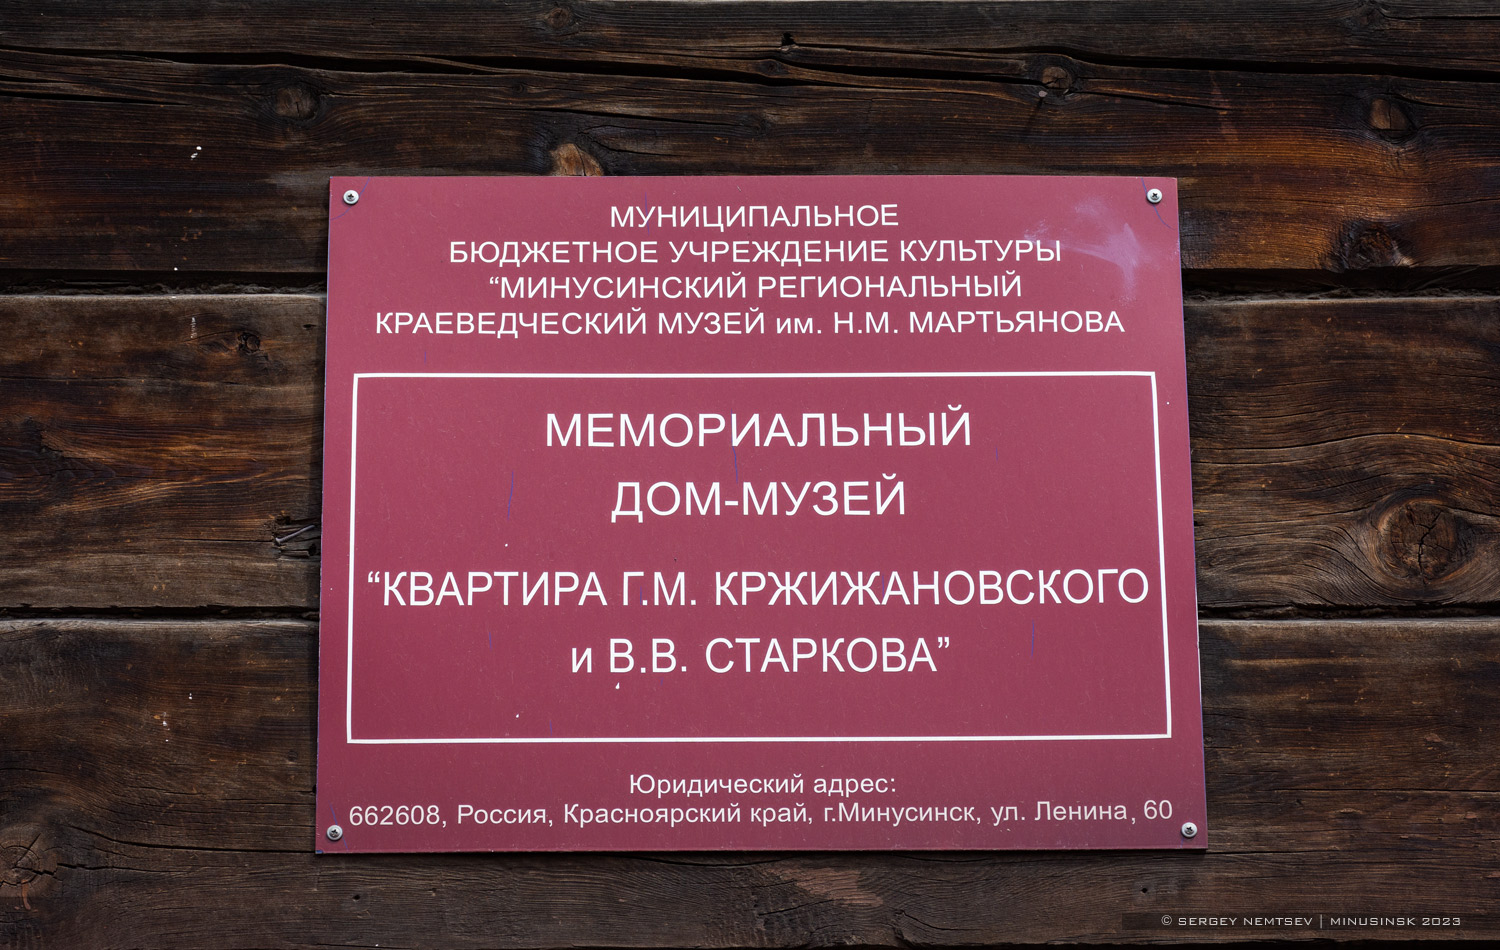 МУНИЦИПАЛЬНОЕ
БЮДЖЕТНОЕ УЧРЕЖДЕНИЕ КУЛЬТУРЫ
“МИНУСИНСКИЙ РЕГИОНАЛЬНЫЙ
КРАЕВЕДЧЕСКИЙ МУЗЕЙ им. Н.М. МАРТЬЯНОВА
МЕМОРИАЛЬНЫЙ
ДОМ-МУЗЕЙ
“КВАРТИРА Г.М. КРЖИЖАНОВСКОГО
и В.В. СТАРКОВА”
Юридический адрес:
662608, Россия, Красноярский край, г.Минусинск, ул. Ленина, 60
© SERGEY NEMTSEV | MINUSINSK 2023